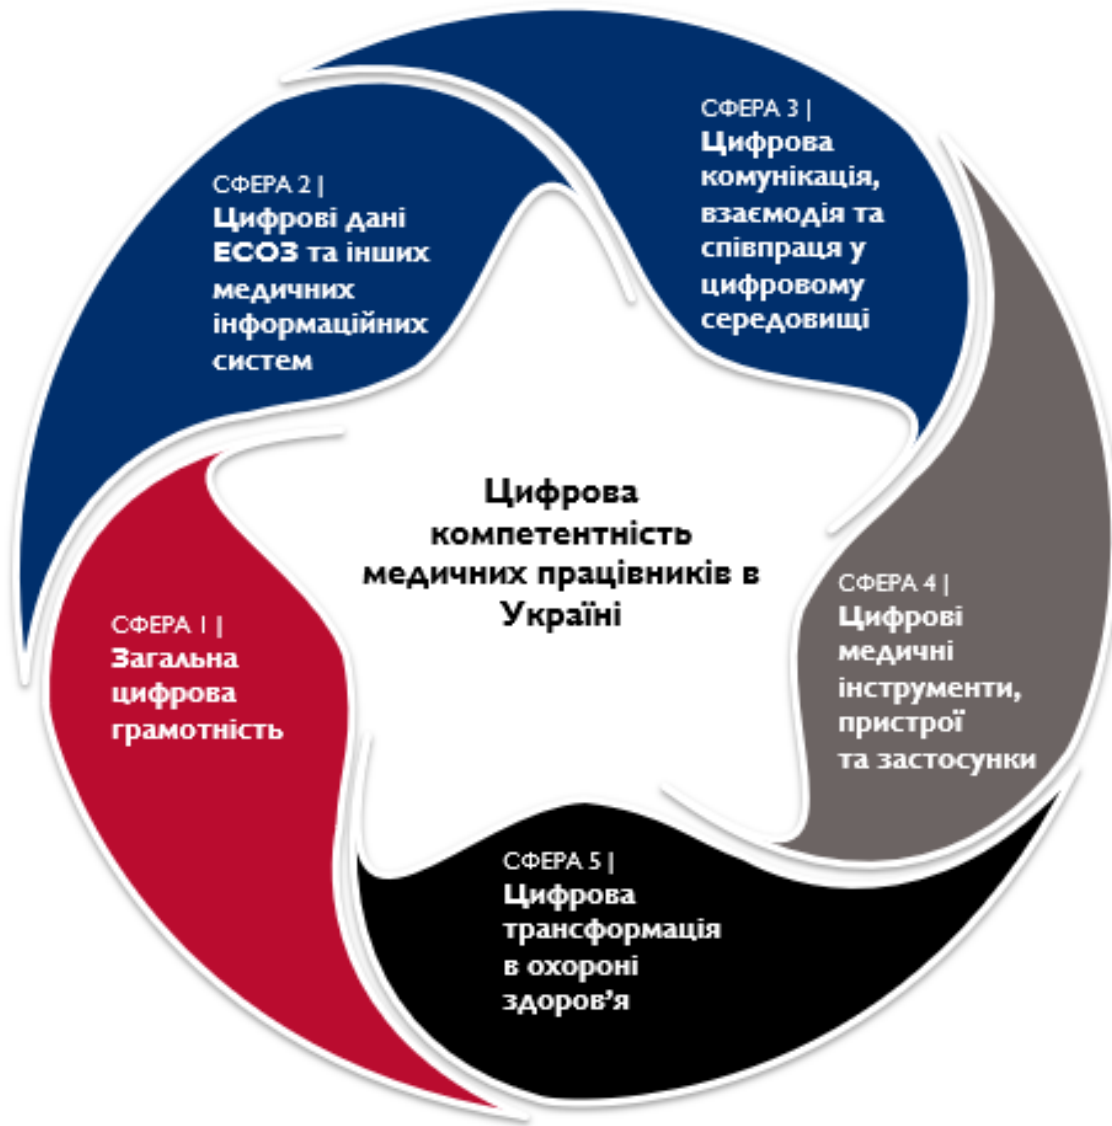 СФЕРА 1 |
Загальна
цифрова
грамотність
СФЕРА 2 |
Цифрові дані
ЕСОЗ та інших
медичних
інформаційних
систем
СФЕРА 3 |
Цифрова
комунікація,
взаємодія та
співпраця у
цифровому
середовищі
СФЕРА 4 |
Цифрові
медичні
інструменти,
пристрої
та застосунки
СФЕРА 5 |
Цифрова
трансформація
в охороні
здоров’я
Цифрова
компетентність
медичних працівників в
Україні